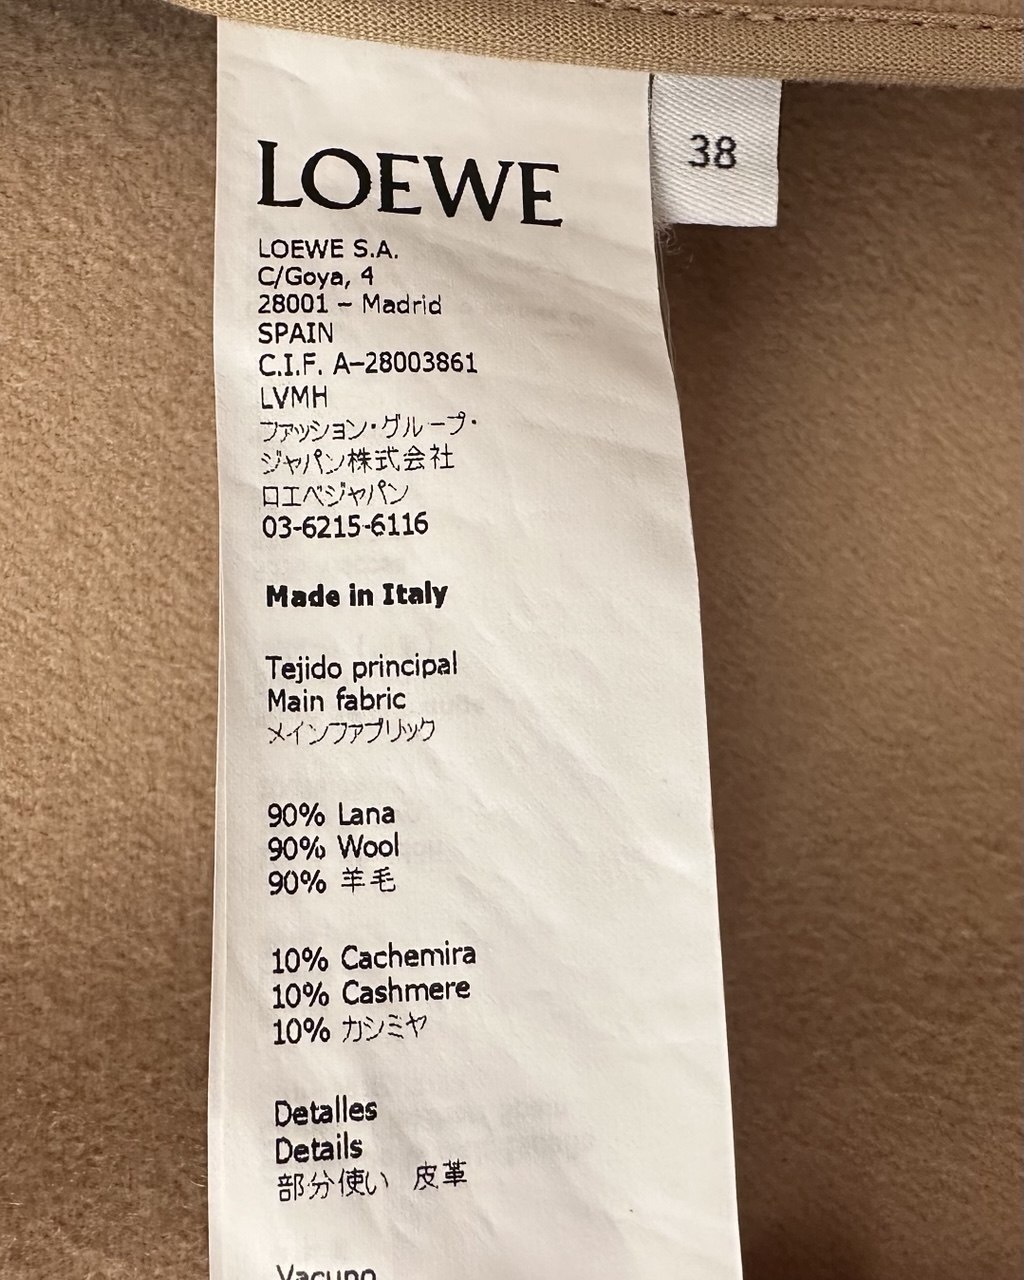 LOEWE
38
LOEWE S.A.
C/Goya, 4
28001 – Madrid
SPAIN
C.I.F. A–28003861
LVMH
ファッション・グループ・
ジャパン株式会社
ロエベジャパン
03-6215-6116
Made in Italy
Tejido principal
Main fabric
メインファブリック
90% Lana
90% Wool
90% 羊毛
10% Cachemira
10% Cashmere
10% カシミヤ
Detalles
Details
部分使い 皮革
Vacuno